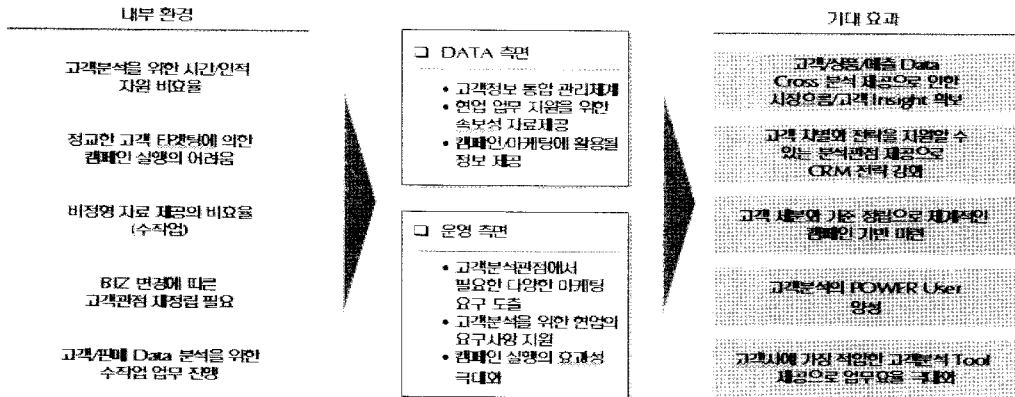 내부 환경
고객분석을 위한 시간/인적
자원 비효율
정교한 고객 타겟팅에 의한
캠페인 실행의 어려움
비정형 자료 제공의 비효율
(수작업)
BIZ 변경에 따른
고객관점 재정립 필요
고객/판매 Data 분석을 위한
수작업 업무 진행
□ DATA 측면
• 고객정보 통합 관리체계
• 현업 업무 지원을 위한
속보성 자료제공
• 캠페인/마케팅에 활용될
정보 제공
□ 운영 측면
• 고객분석관점에서
필요한 다양한 마케팅
요구 도출
• 고객분석을 위한 현업의
요구사항 지원
• 캠페인 실행의 효과성
극대화
기대 효과
고객/상품/매출 Data
Cross 분석 제공으로 인한
시장흐름/고객 Insight 확보
고객 차별화 전략을 지원할 수
있는 분석관점 제공으로
CRM 전략 강화
고객 세분화 기준 정립으로 체계적인
캠페인 기반 마련
고객분석의 POWER User
양성
고객사에 가장 적합한 고객분석 Tool
제공으로 업무효율 극대화